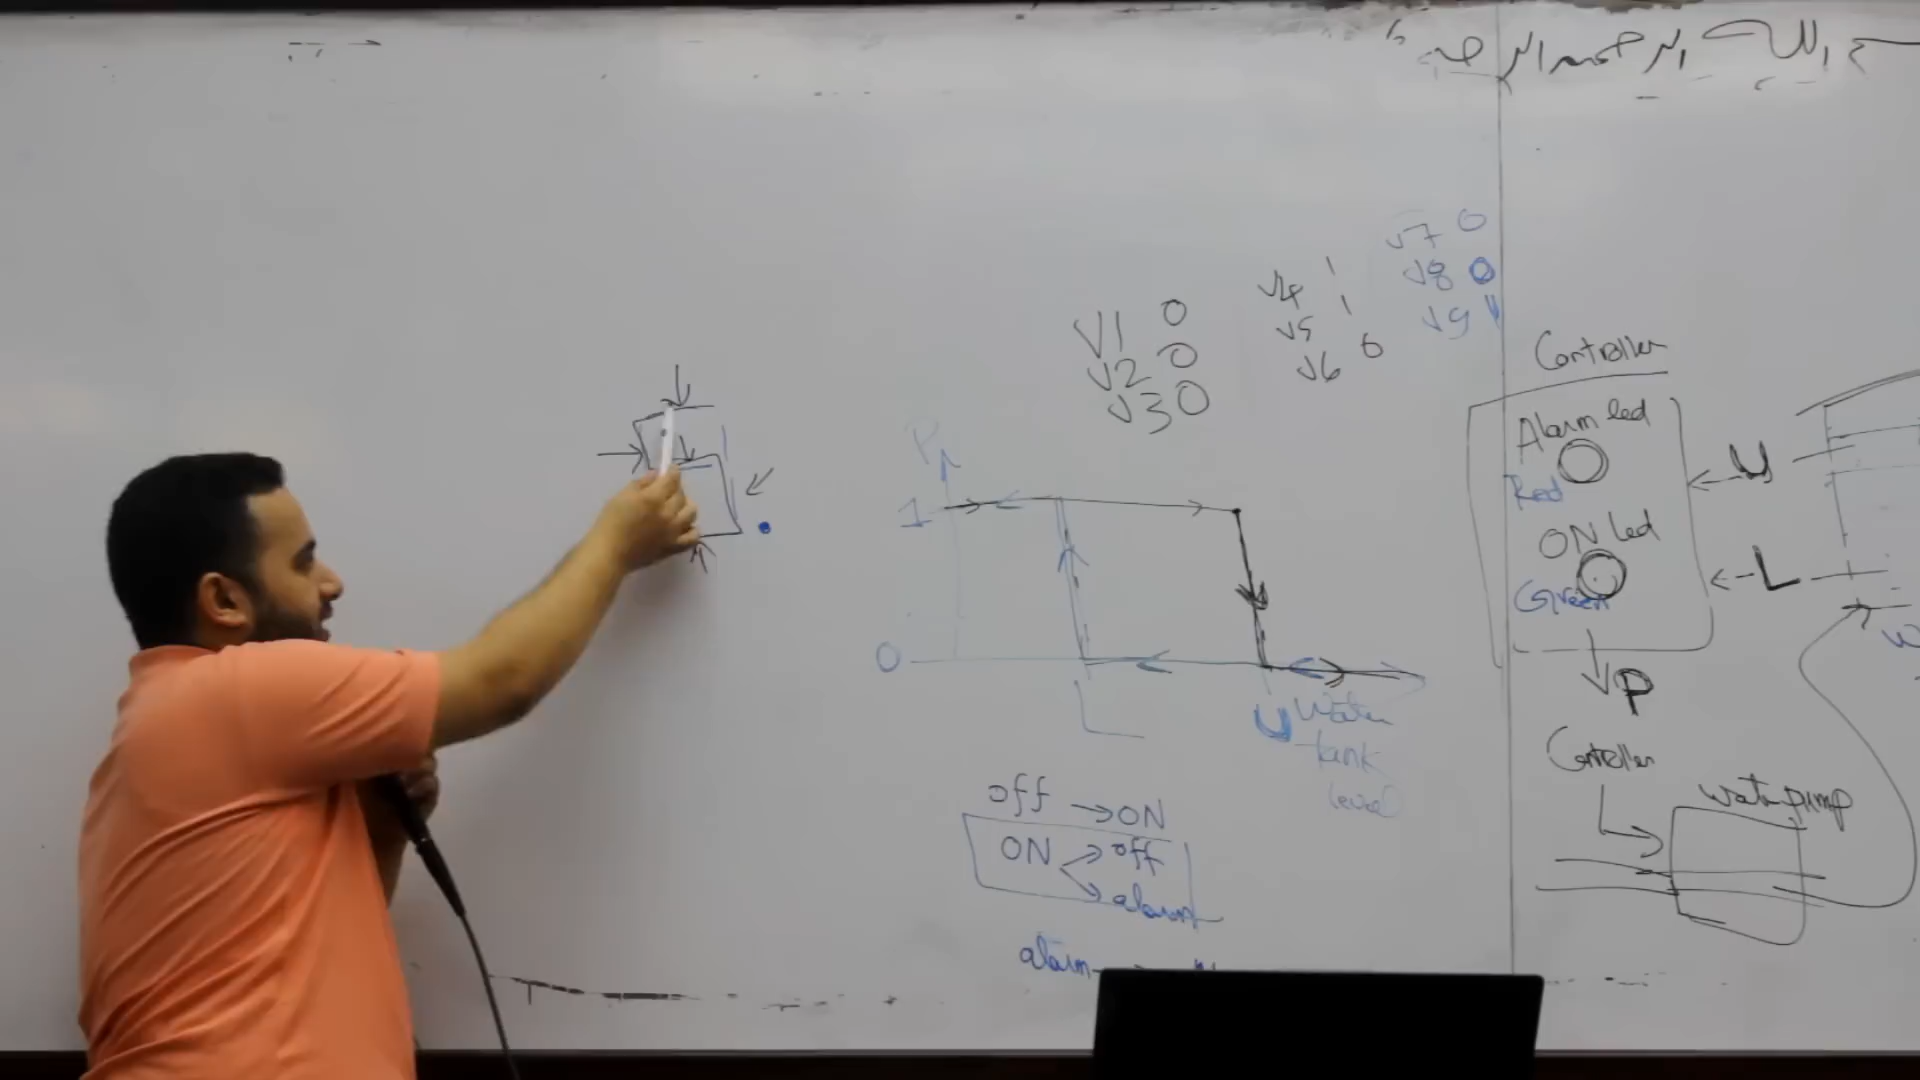 الله الرحمن الرحيم
V7 0
V8 0
V9 1
V4 1
V5 1
V6 0
V1 0
V2 0
V3 0
P
1
0
U
Water
tank
level
off → ON
ON → off
→ alarm
alarm
Controller
Alarm led
Red
ON led
Green
U
L
P
Controller
Water pump